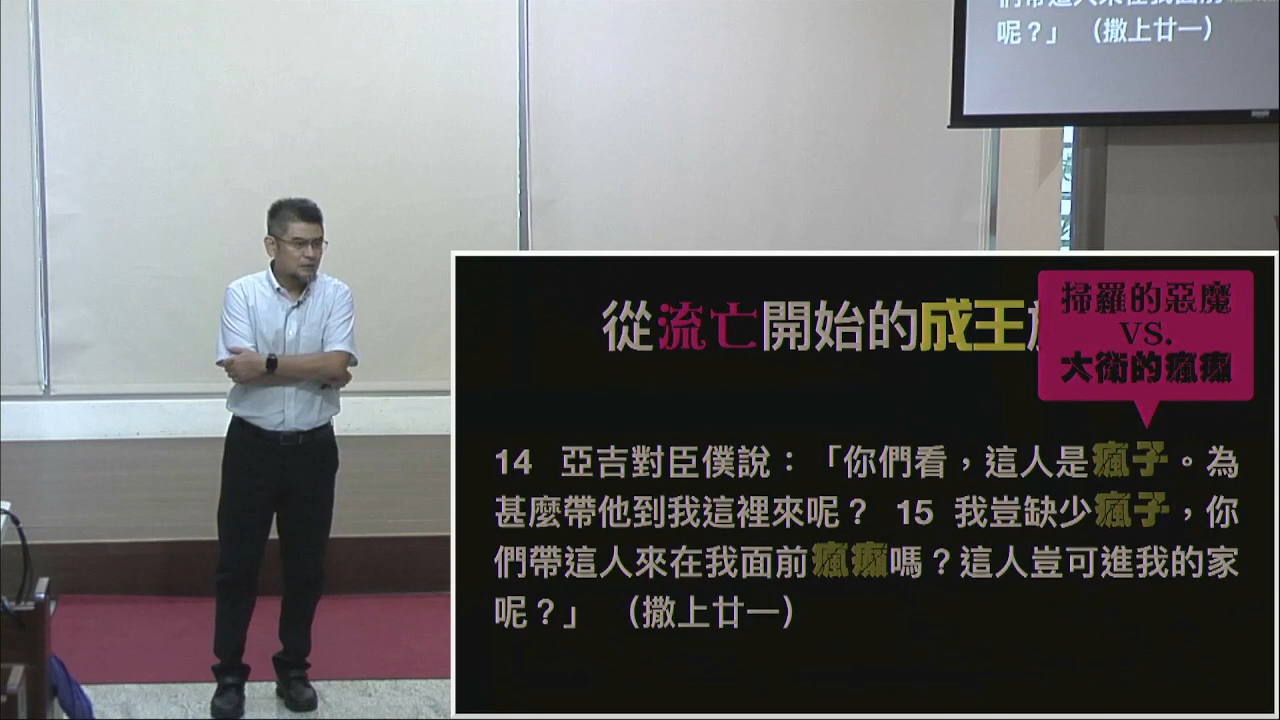 呢？」 （撒上廿一）
從流亡開始的成王
掃羅的惡魔
VS.
大衛的瘋癲
14 亞吉對臣僕說：「你們看，這人是瘋子。為
甚麼帶他到我這裡來呢？ 15 我豈缺少瘋子，你
們帶這人來在我面前瘋癲嗎？這人豈可進我的家
呢？」 （撒上廿一）